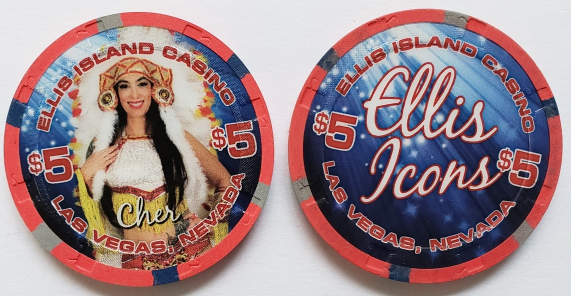 ELLIS ISLAND CASINO
$5
$5
Cher
LAS VEGAS, NEVADA
ELLIS ISLAND CASINO
Ellis
$5
$5
Icons
LAS VEGAS, NEVADA